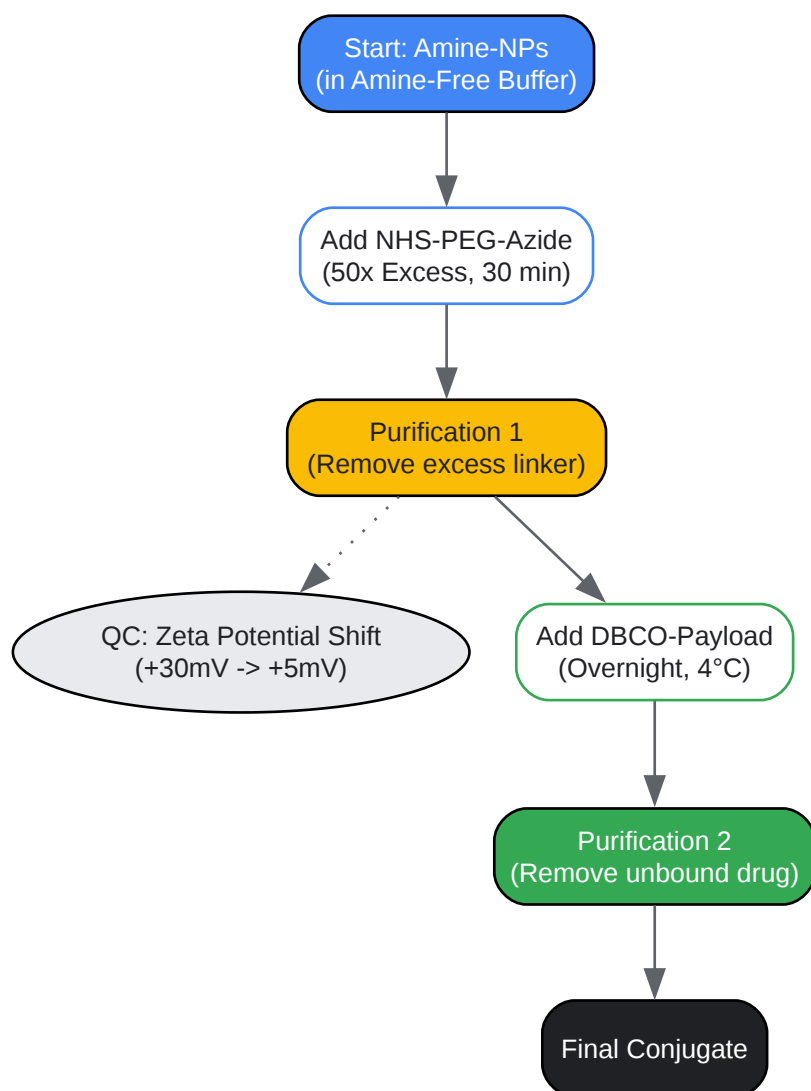 Start: Amine-NPs
(in Amine-Free Buffer)
Add NHS-PEG-Azide
(50x Excess, 30 min)
Purification 1
(Remove excess linker)
QC: Zeta Potential Shift
(+30mV -> +5mV)
Add DBCO-Payload
(Overnight, 4°C)
Purification 2
(Remove unbound drug)
Final Conjugate